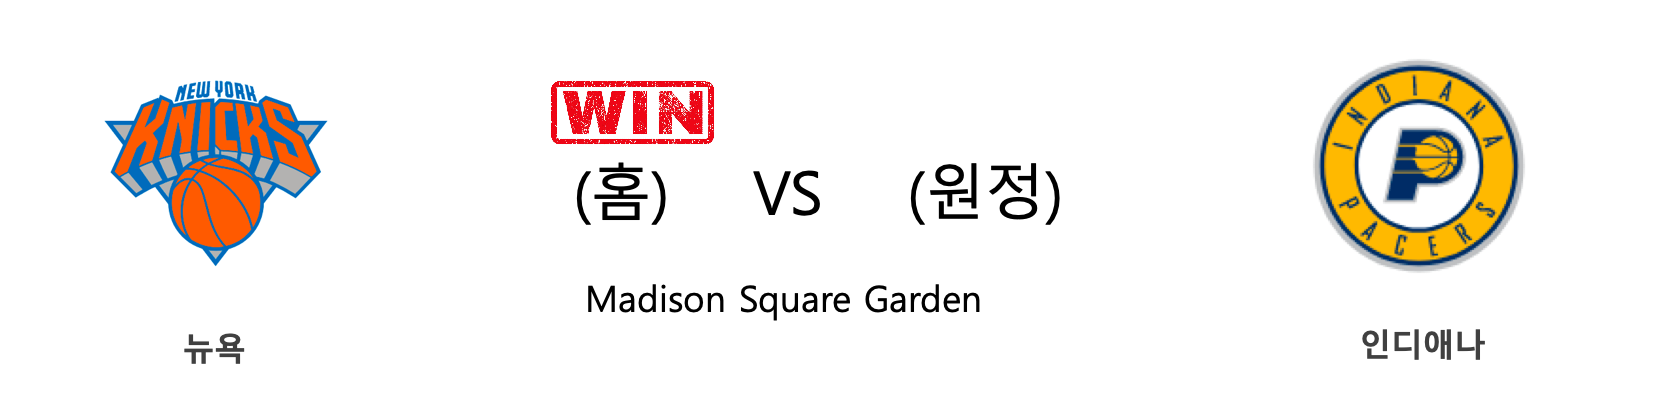 NEW YORK
KNICKS
WIN
(홈) VS (원정)
Madison Square Garden
뉴욕
INDIANA
PACERS
인디애나